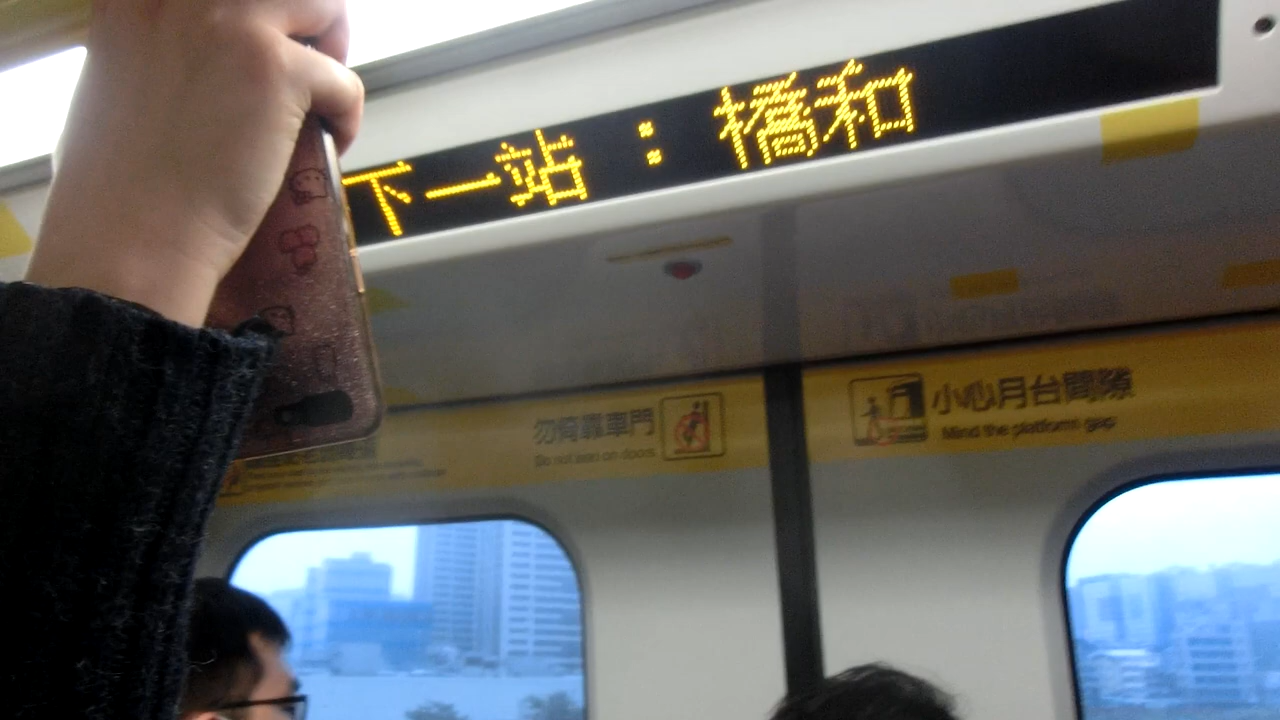 下一站：橋和
勿倚靠車門
Do not lean on doors
小心月台間隙
Mind the platform gap